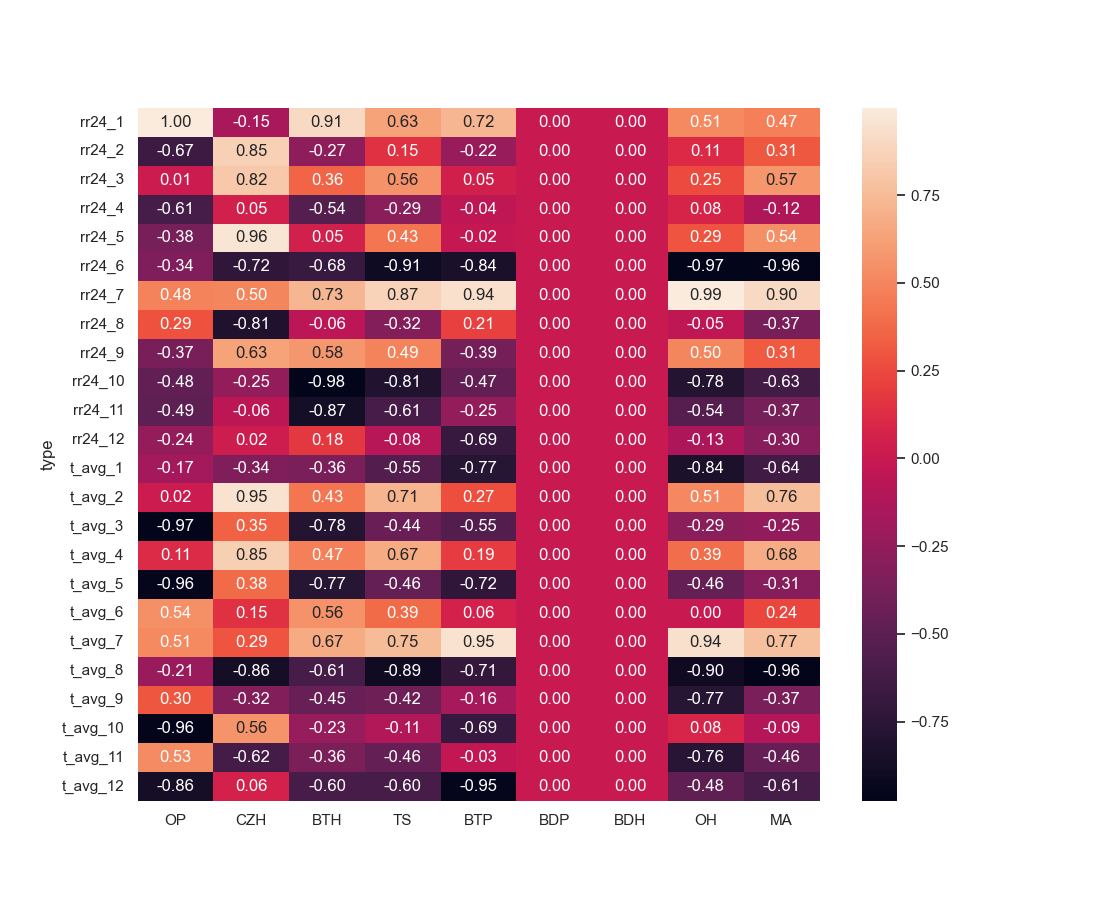 rr24_1 1.00 -0.15 0.91 0.63 0.72 0.00 0.00 0.51 0.47
rr24_2 -0.67 0.85 -0.27 0.15 -0.22 0.00 0.00 0.11 0.31
rr24_3 0.01 0.82 0.36 0.56 0.05 0.00 0.00 0.25 0.57
rr24_4 -0.61 0.05 -0.54 -0.29 -0.04 0.00 0.00 0.08 -0.12
rr24_5 -0.38 0.96 0.05 0.43 -0.02 0.00 0.00 0.29 0.54
rr24_6 -0.34 -0.72 -0.68 -0.91 -0.84 0.00 0.00 -0.97 -0.96
rr24_7 0.48 0.50 0.73 0.87 0.94 0.00 0.00 0.99 0.90
rr24_8 0.29 -0.81 -0.06 -0.32 0.21 0.00 0.00 -0.05 -0.37
rr24_9 -0.37 0.63 0.58 0.49 -0.39 0.00 0.00 0.50 0.31
rr24_10 -0.48 -0.25 -0.98 -0.81 -0.47 0.00 0.00 -0.78 -0.63
rr24_11 -0.49 -0.06 -0.87 -0.61 -0.25 0.00 0.00 -0.54 -0.37
rr24_12 -0.24 0.02 0.18 -0.08 -0.69 0.00 0.00 -0.13 -0.30
t_avg_1 -0.17 -0.34 -0.36 -0.55 -0.77 0.00 0.00 -0.84 -0.64
t_avg_2 0.02 0.95 0.43 0.71 0.27 0.00 0.00 0.51 0.76
t_avg_3 -0.97 0.35 -0.78 -0.44 -0.55 0.00 0.00 -0.29 -0.25
t_avg_4 0.11 0.85 0.47 0.67 0.19 0.00 0.00 0.39 0.68
t_avg_5 -0.96 0.38 -0.77 -0.46 -0.72 0.00 0.00 -0.46 -0.31
t_avg_6 0.54 0.15 0.56 0.39 0.06 0.00 0.00 0.00 0.24
t_avg_7 0.51 0.29 0.67 0.75 0.95 0.00 0.00 0.94 0.77
t_avg_8 -0.21 -0.86 -0.61 -0.89 -0.71 0.00 0.00 -0.90 -0.96
t_avg_9 0.30 -0.32 -0.45 -0.42 -0.16 0.00 0.00 -0.77 -0.37
t_avg_10 -0.96 0.56 -0.23 -0.11 -0.69 0.00 0.00 0.08 -0.09
t_avg_11 0.53 -0.62 -0.36 -0.46 -0.03 0.00 0.00 -0.76 -0.46
t_avg_12 -0.86 0.06 -0.60 -0.60 -0.95 0.00 0.00 -0.48 -0.61
OP CZH BTH TS BTP BDP BDH OH MA
type
0.75
0.50
0.25
0.00
−0.25
−0.50
−0.75